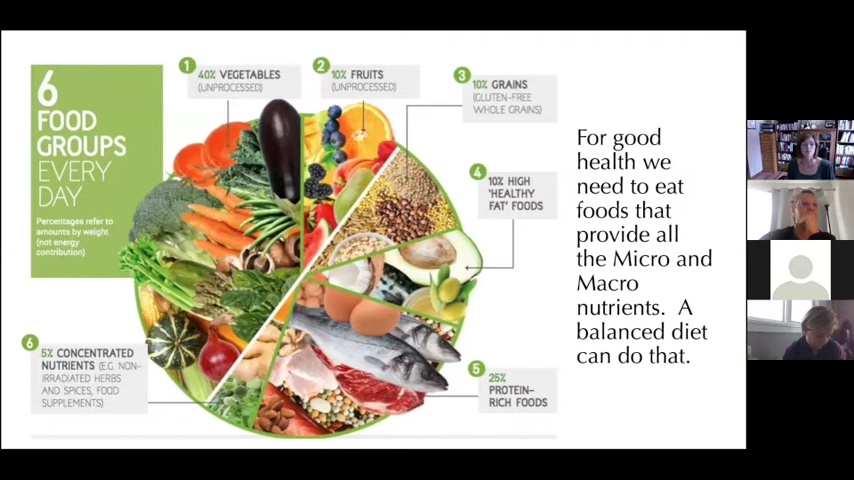 6
FOOD
GROUPS
EVERY
DAY
Percentages refer to
amounts by weight
(not energy
contribution)
1
40% VEGETABLES
(UNPROCESSED)
2
10% FRUITS
(UNPROCESSED)
3
10% GRAINS
(GLUTEN-FREE
WHOLE GRAINS)
4
10% HIGH
'HEALTHY
FAT' FOODS
5
25%
PROTEIN-
RICH FOODS
6
5% CONCENTRATED
NUTRIENTS (E.G. NON-
IRRADIATED HERBS
AND SPICES, FOOD
SUPPLEMENTS)
For good
health we
need to eat
foods that
provide all
the Micro and
Macro
nutrients. A
balanced diet
can do that.